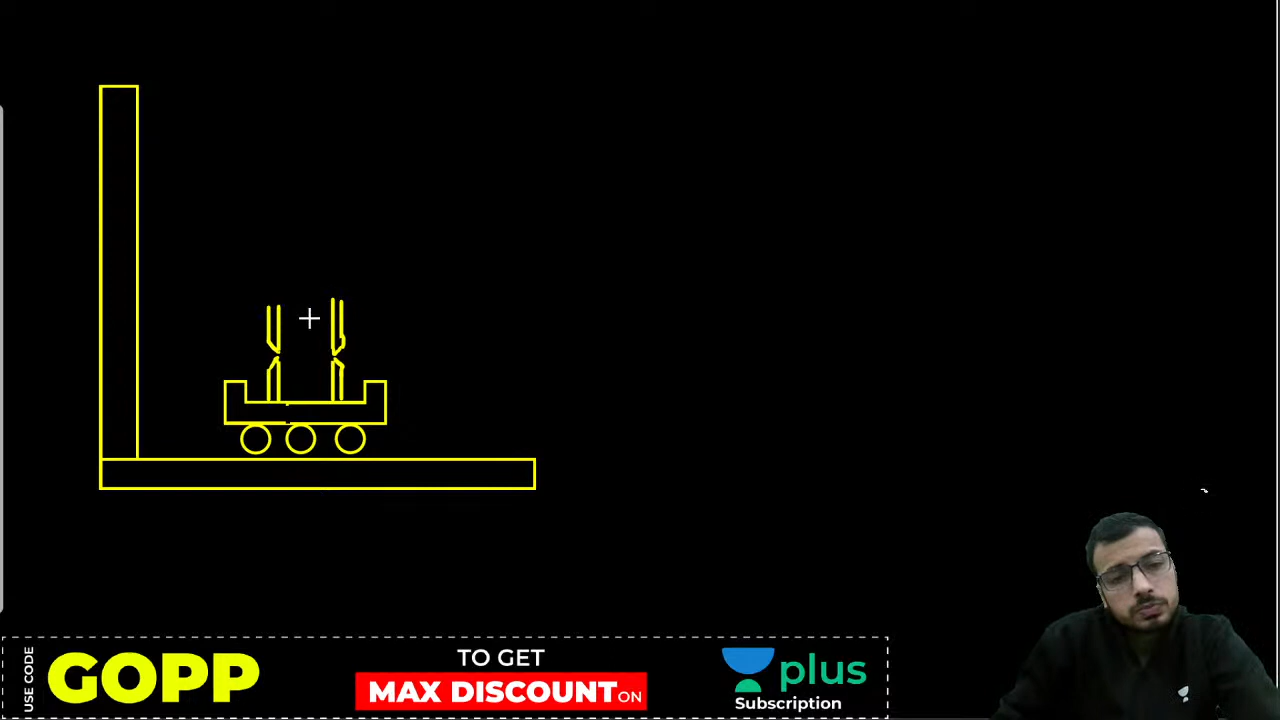 USE CODE
GOPP
TO GET
MAX DISCOUNT ON
plus
Subscription